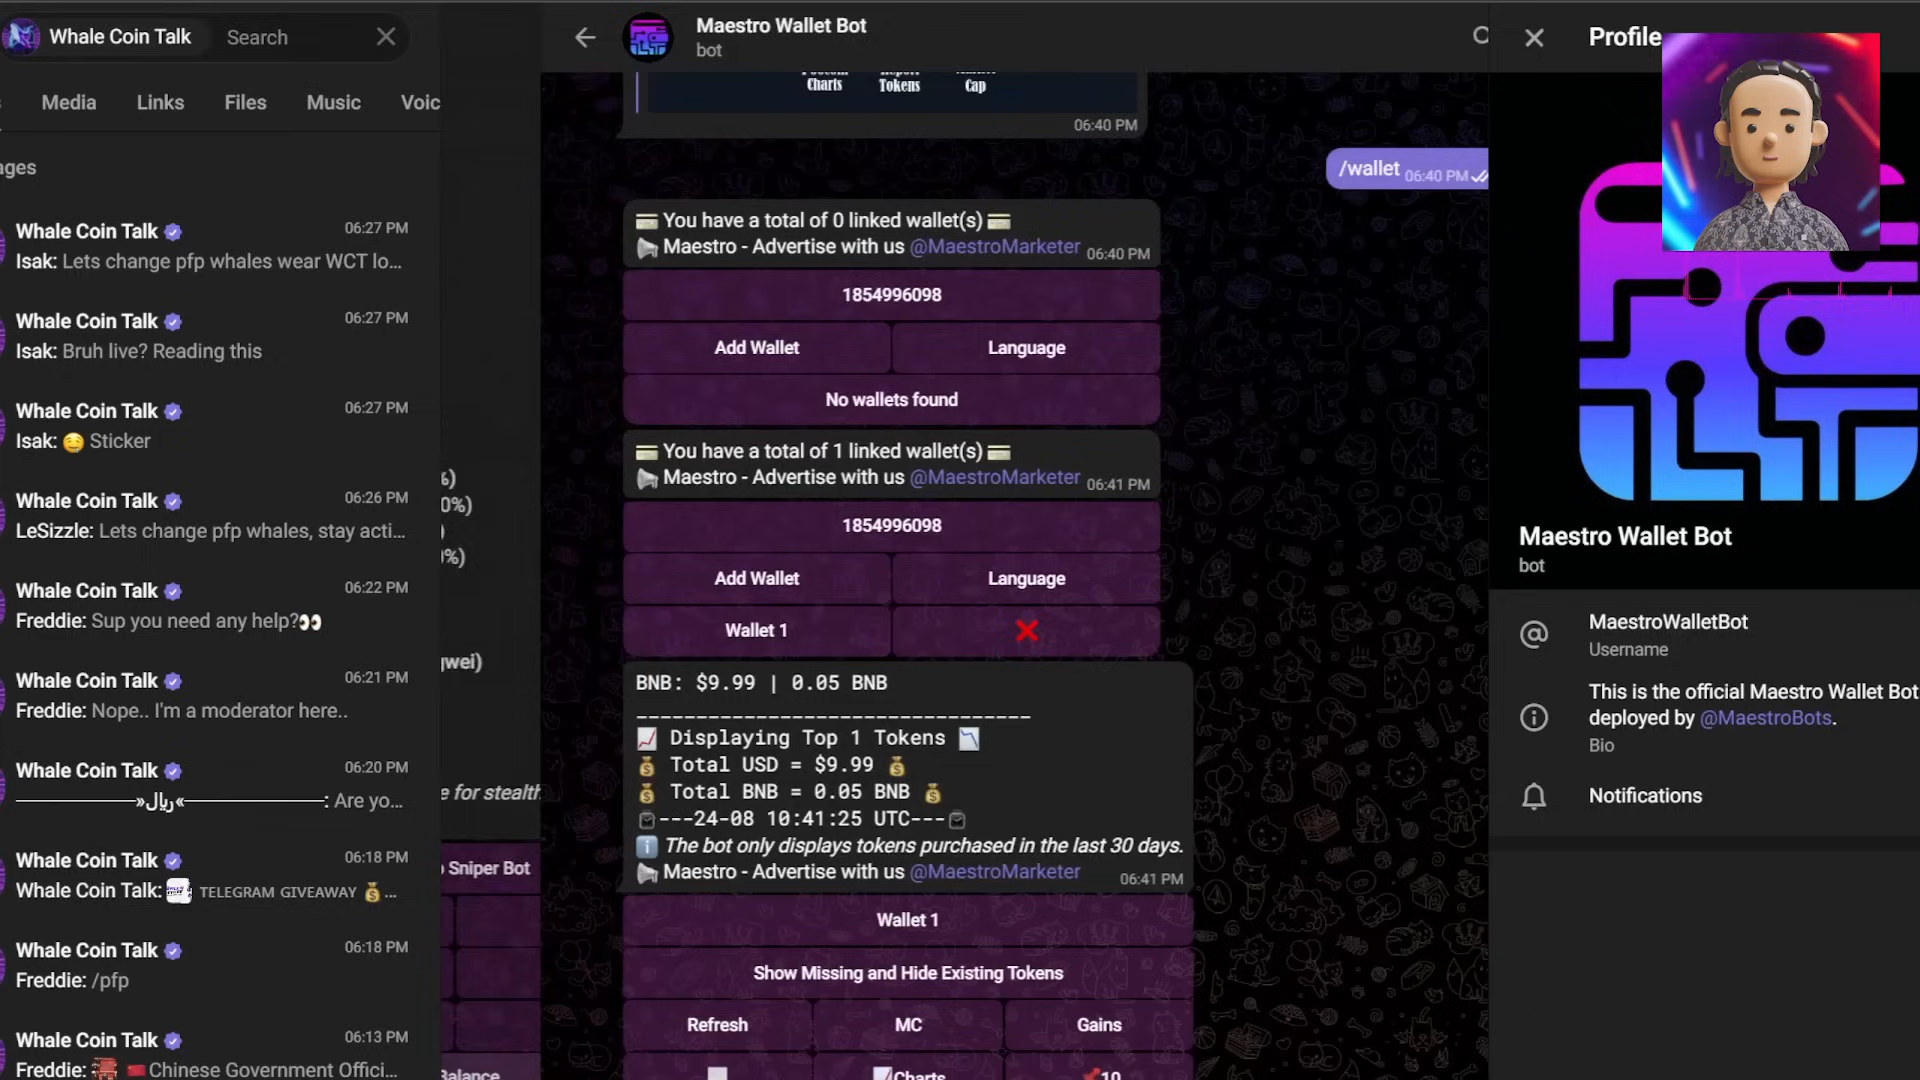 Whale Coin Talk
Search
Media
Links
Files
Music
Voic
ages
Whale Coin Talk
06:27 PM
Isak: Lets change pfp whales wear WCT lo...
Whale Coin Talk
06:27 PM
Isak: Bruh live? Reading this
Whale Coin Talk
06:27 PM
Isak: 🤤 Sticker
Whale Coin Talk
06:26 PM
LeSizzle: Lets change pfp whales, stay acti...
Whale Coin Talk
06:22 PM
Freddie: Sup you need any help?👀
Whale Coin Talk
06:21 PM
Freddie: Nope.. I'm a moderator here..
Whale Coin Talk
06:20 PM
————————»ريال«————————: Are yo...
Whale Coin Talk
06:18 PM
Whale Coin Talk: TELEGRAM GIVEAWAY 💰...
Whale Coin Talk
06:18 PM
Freddie: /pfp
Whale Coin Talk
06:13 PM
Freddie: 🇨🇳Chinese Government Offici...
%)
0%)
)
%)
gwei)
e for stealth
Sniper Bot
Balance
Maestro Wallet Bot
bot
Charts
Tokens
Cap
06:40 PM
/wallet 06:40 PM
💳 You have a total of 0 linked wallet(s) 💳
📢 Maestro - Advertise with us @MaestroMarketer 06:40 PM
1854996098
Add Wallet
Language
No wallets found
💳 You have a total of 1 linked wallet(s) 💳
📢 Maestro - Advertise with us @MaestroMarketer 06:41 PM
1854996098
Add Wallet
Language
Wallet 1
❌
BNB: $9.99 | 0.05 BNB
_________________________________
📈 Displaying Top 1 Tokens 📉
💰 Total USD = $9.99 💰
💰 Total BNB = 0.05 BNB 💰
---24-08 10:41:25 UTC---
ℹ️ The bot only displays tokens purchased in the last 30 days.
📢 Maestro - Advertise with us @MaestroMarketer 06:41 PM
Wallet 1
Show Missing and Hide Existing Tokens
Refresh
MC
Gains
Charts
10
Profile
Maestro Wallet Bot
bot
MaestroWalletBot
Username
This is the official Maestro Wallet Bot
deployed by @MaestroBots.
Bio
Notifications